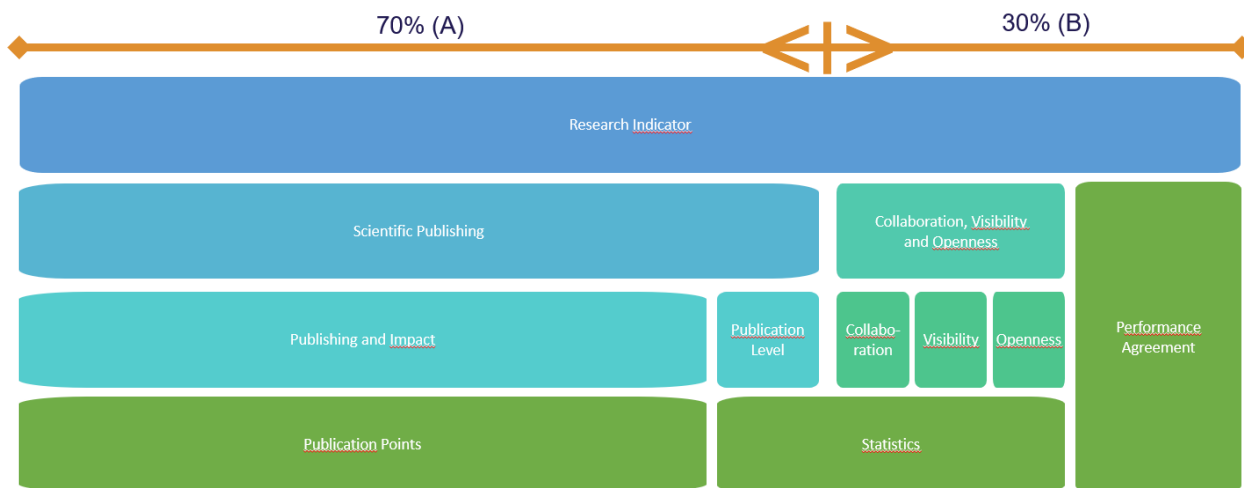 70% (A)
30% (B)
Research Indicator
Scientific Publishing
Collaboration, Visibility
and Openness
Publishing and Impact
Publication
Level
Collabo-
ration
Visibility
Openness
Performance
Agreement
Publication Points
Statistics